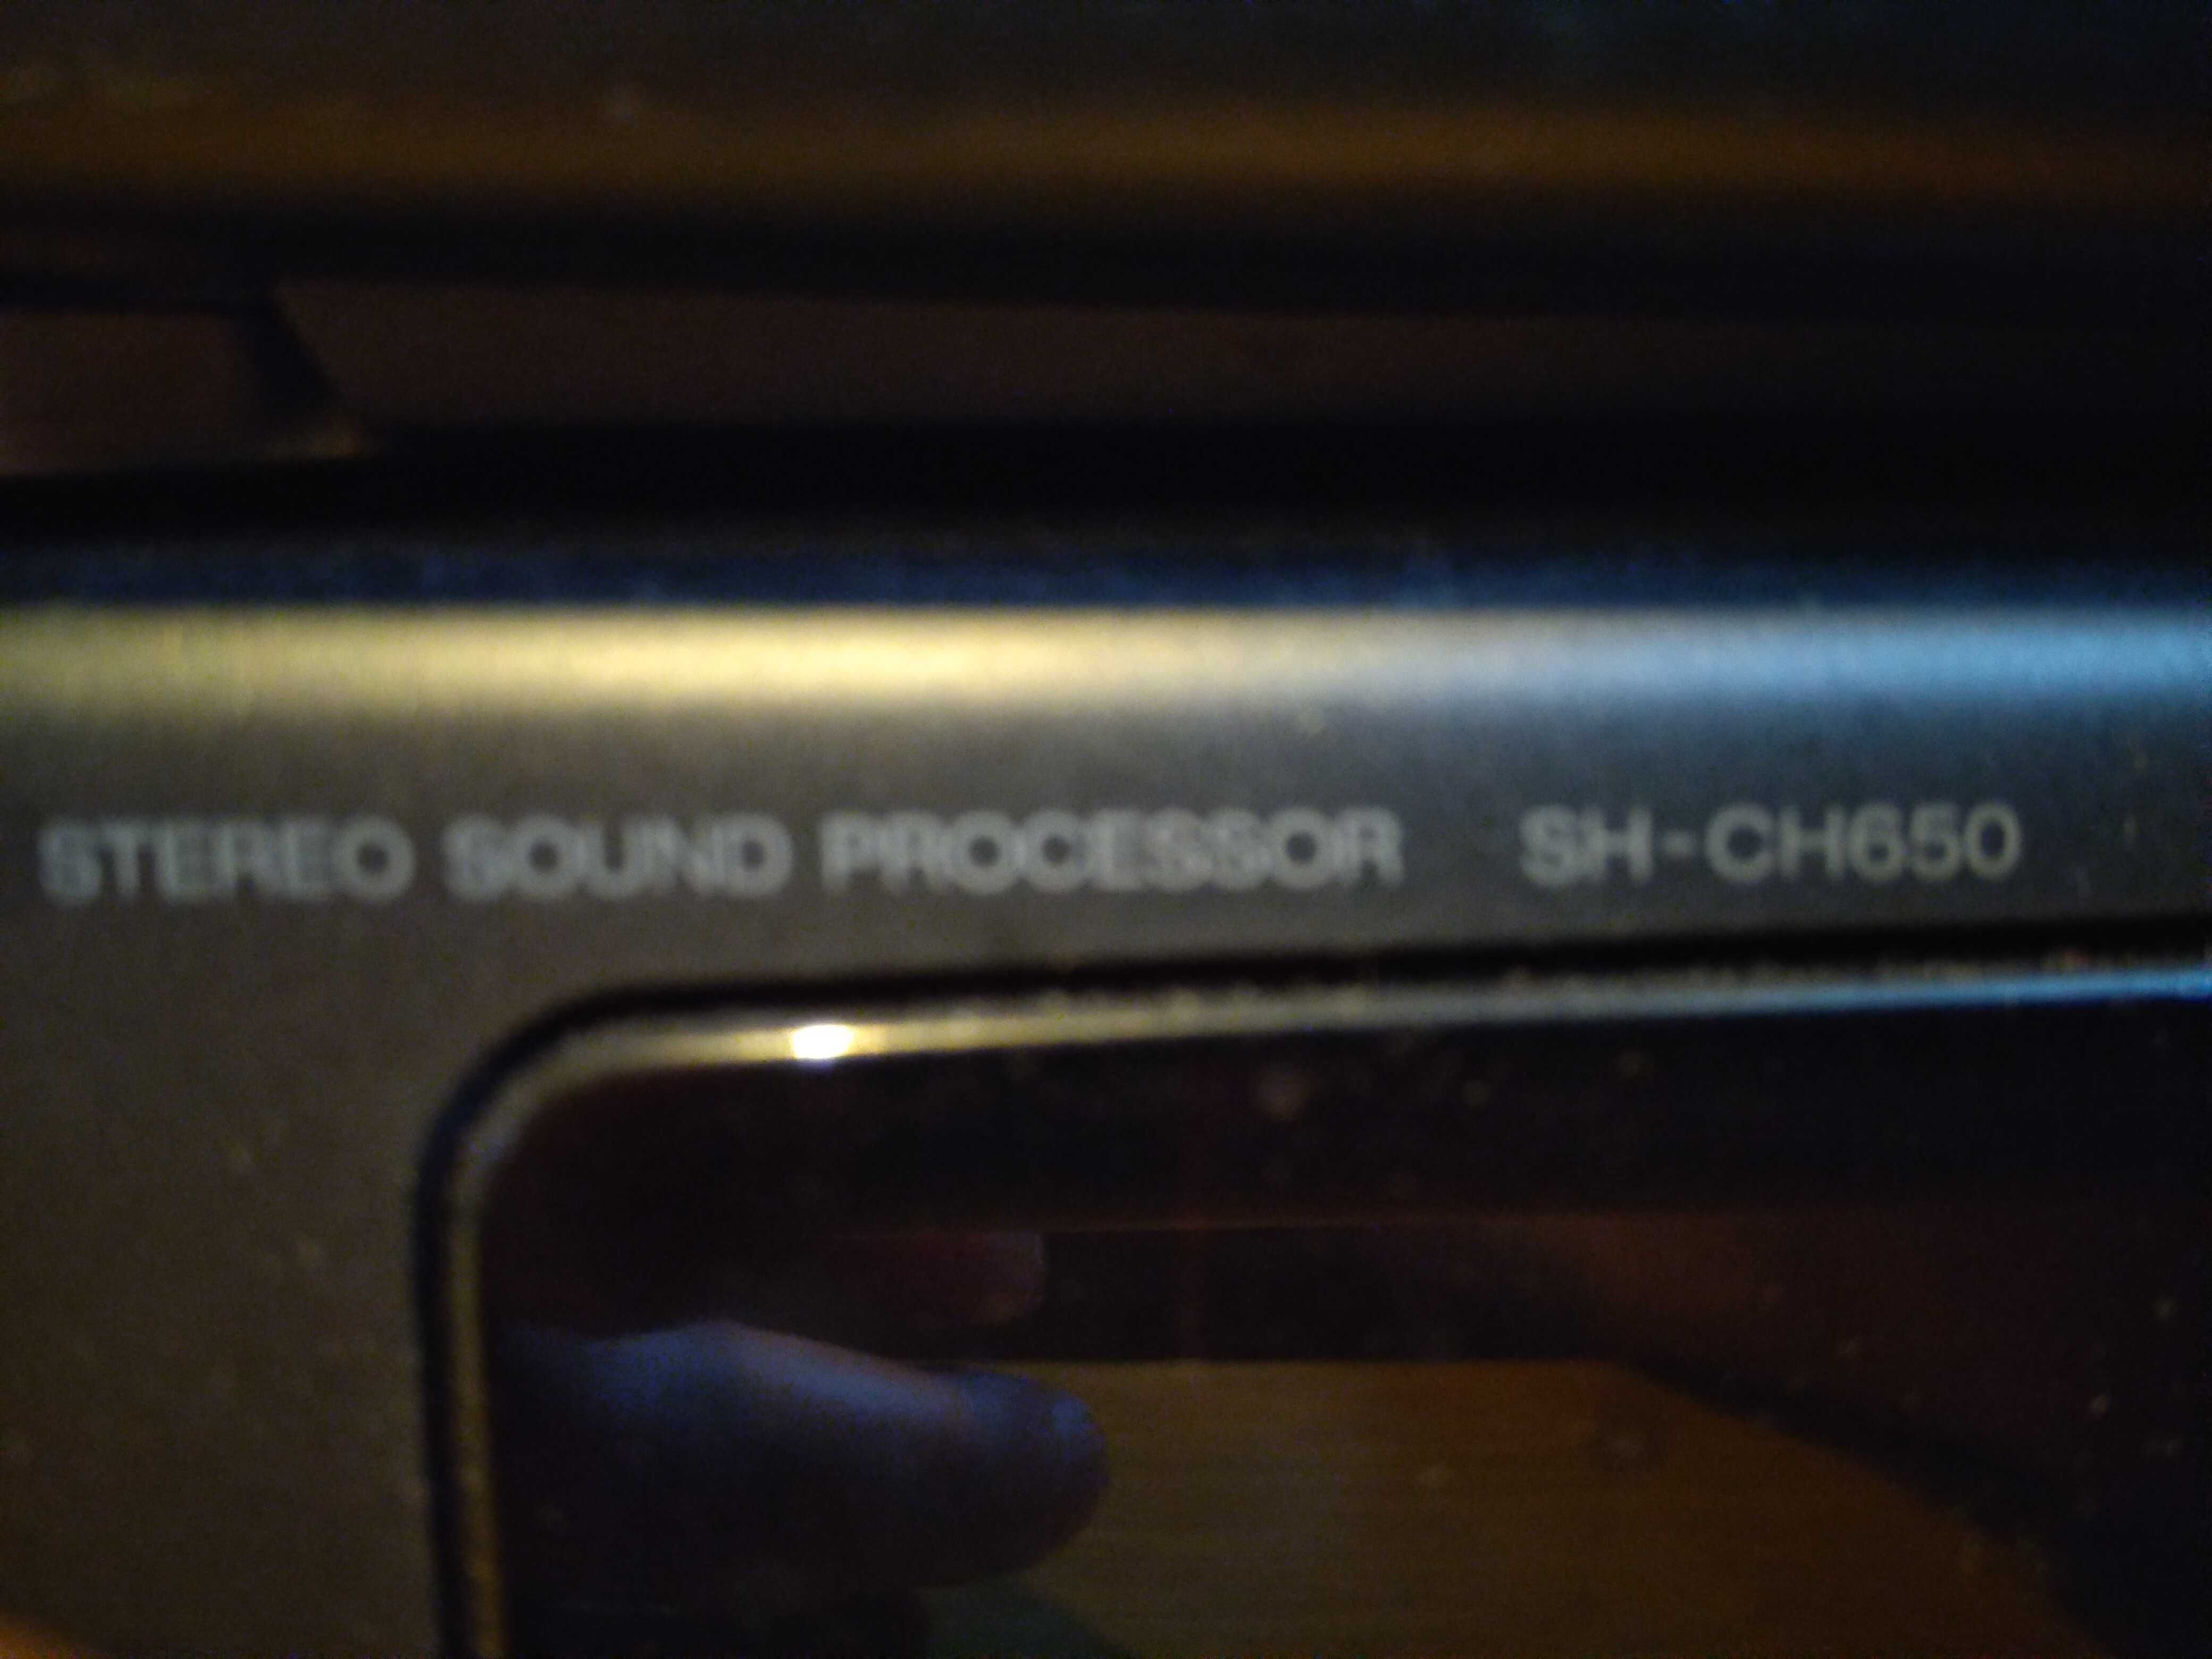 STEREO SOUND PROCESSOR SH-CH650